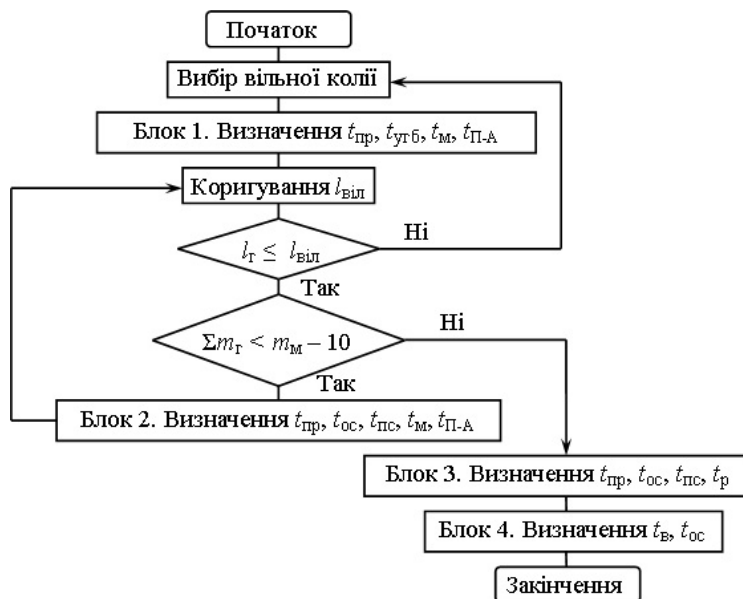 Початок
Вибір вільної колії
Блок 1. Визначення tпр, tугб, tм, tП-А
Коригування lвіл
lг ≤ lвіл
Ні
Так
Σmг < mм – 10
Ні
Так
Блок 2. Визначення tпр, tос, tпс, tм, tП-А
Блок 3. Визначення tпр, tос, tпс, tр
Блок 4. Визначення tв, tос
Закінчення